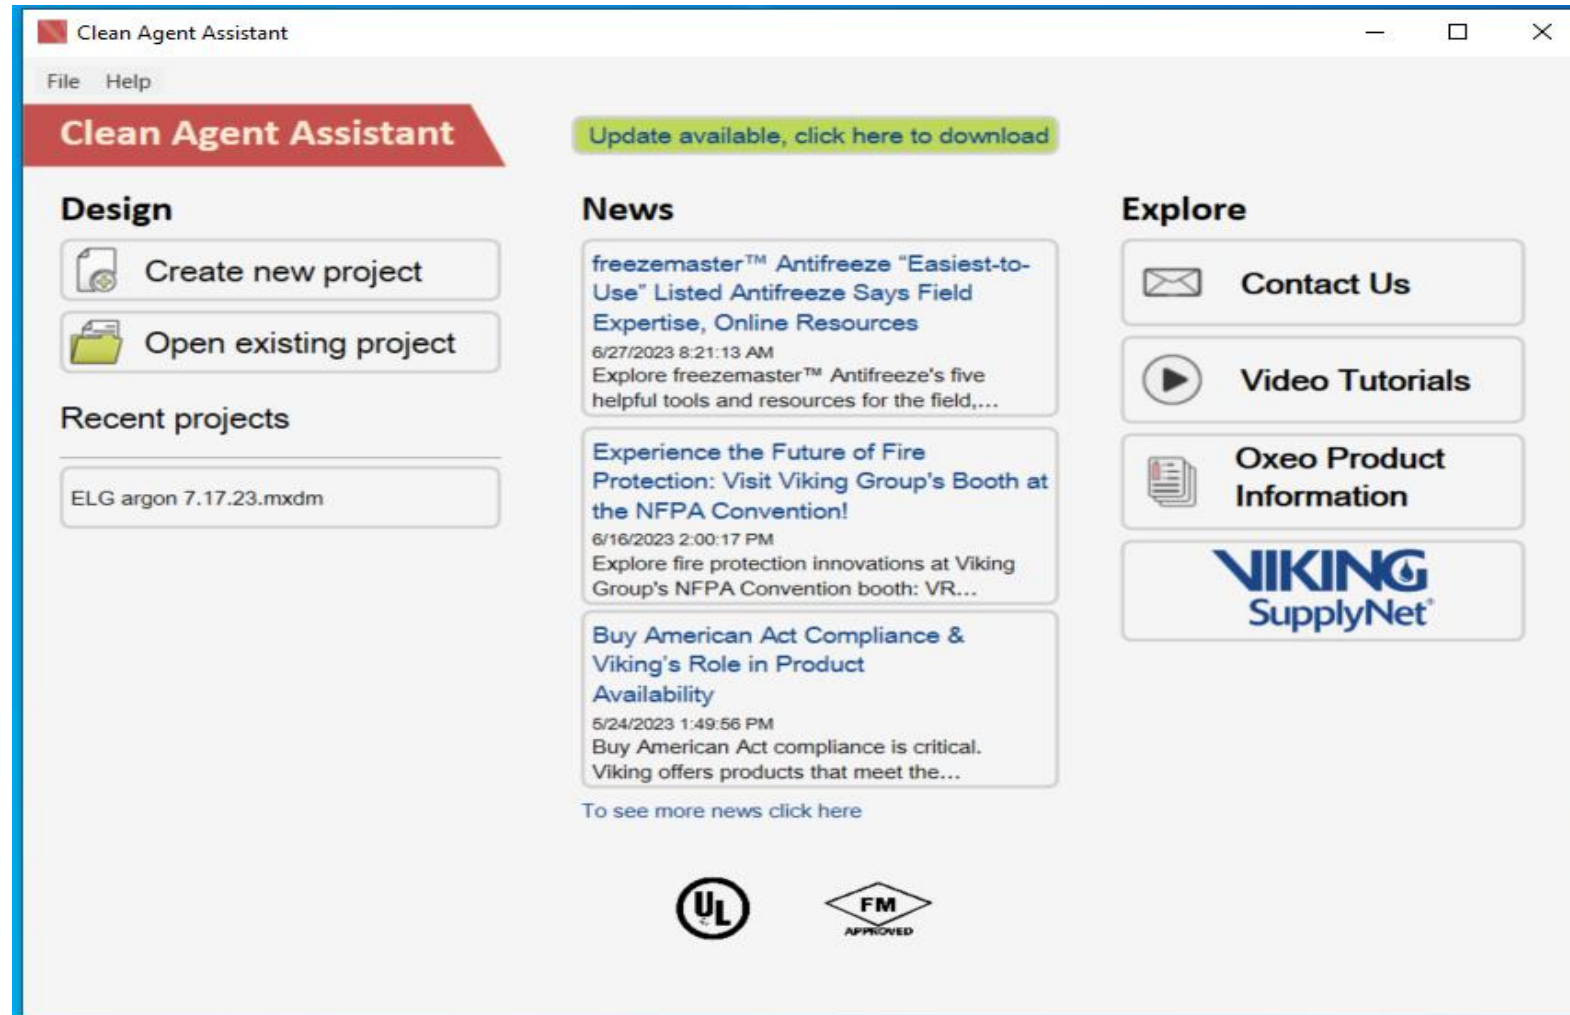 Clean Agent Assistant
File Help
Clean Agent Assistant
Update available, click here to download
Design
Create new project
Open existing project
Recent projects
ELG argon 7.17.23.mxdm
News
freezemaster™ Antifreeze “Easiest-to-
Use” Listed Antifreeze Says Field
Expertise, Online Resources
6/27/2023 8:21:13 AM
Explore freezemaster™ Antifreeze's five
helpful tools and resources for the field,...
Experience the Future of Fire
Protection: Visit Viking Group's Booth at
the NFPA Convention!
6/16/2023 2:00:17 PM
Explore fire protection innovations at Viking
Group's NFPA Convention booth: VR...
Buy American Act Compliance &
Viking's Role in Product
Availability
5/24/2023 1:49:56 PM
Buy American Act compliance is critical.
Viking offers products that meet the...
To see more news click here
UL
FM
APPROVED
Explore
Contact Us
Video Tutorials
Oxeo Product
Information
VIKING
SupplyNet®